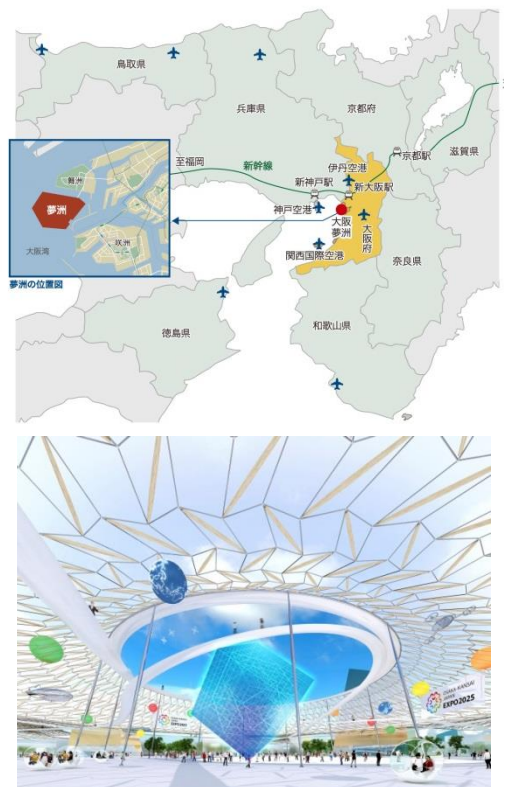 鳥取県
兵庫県
京都府
滋賀県
京都駅
至福岡
新幹線
伊丹空港
新神戸駅
新大阪駅
神戸空港
大阪
夢洲
大阪府
関西国際空港
奈良県
和歌山県
徳島県
舞洲
夢洲
咲洲
大阪湾
夢洲の位置図
OSAKA-KANSAI
JAPAN
EXPO2025